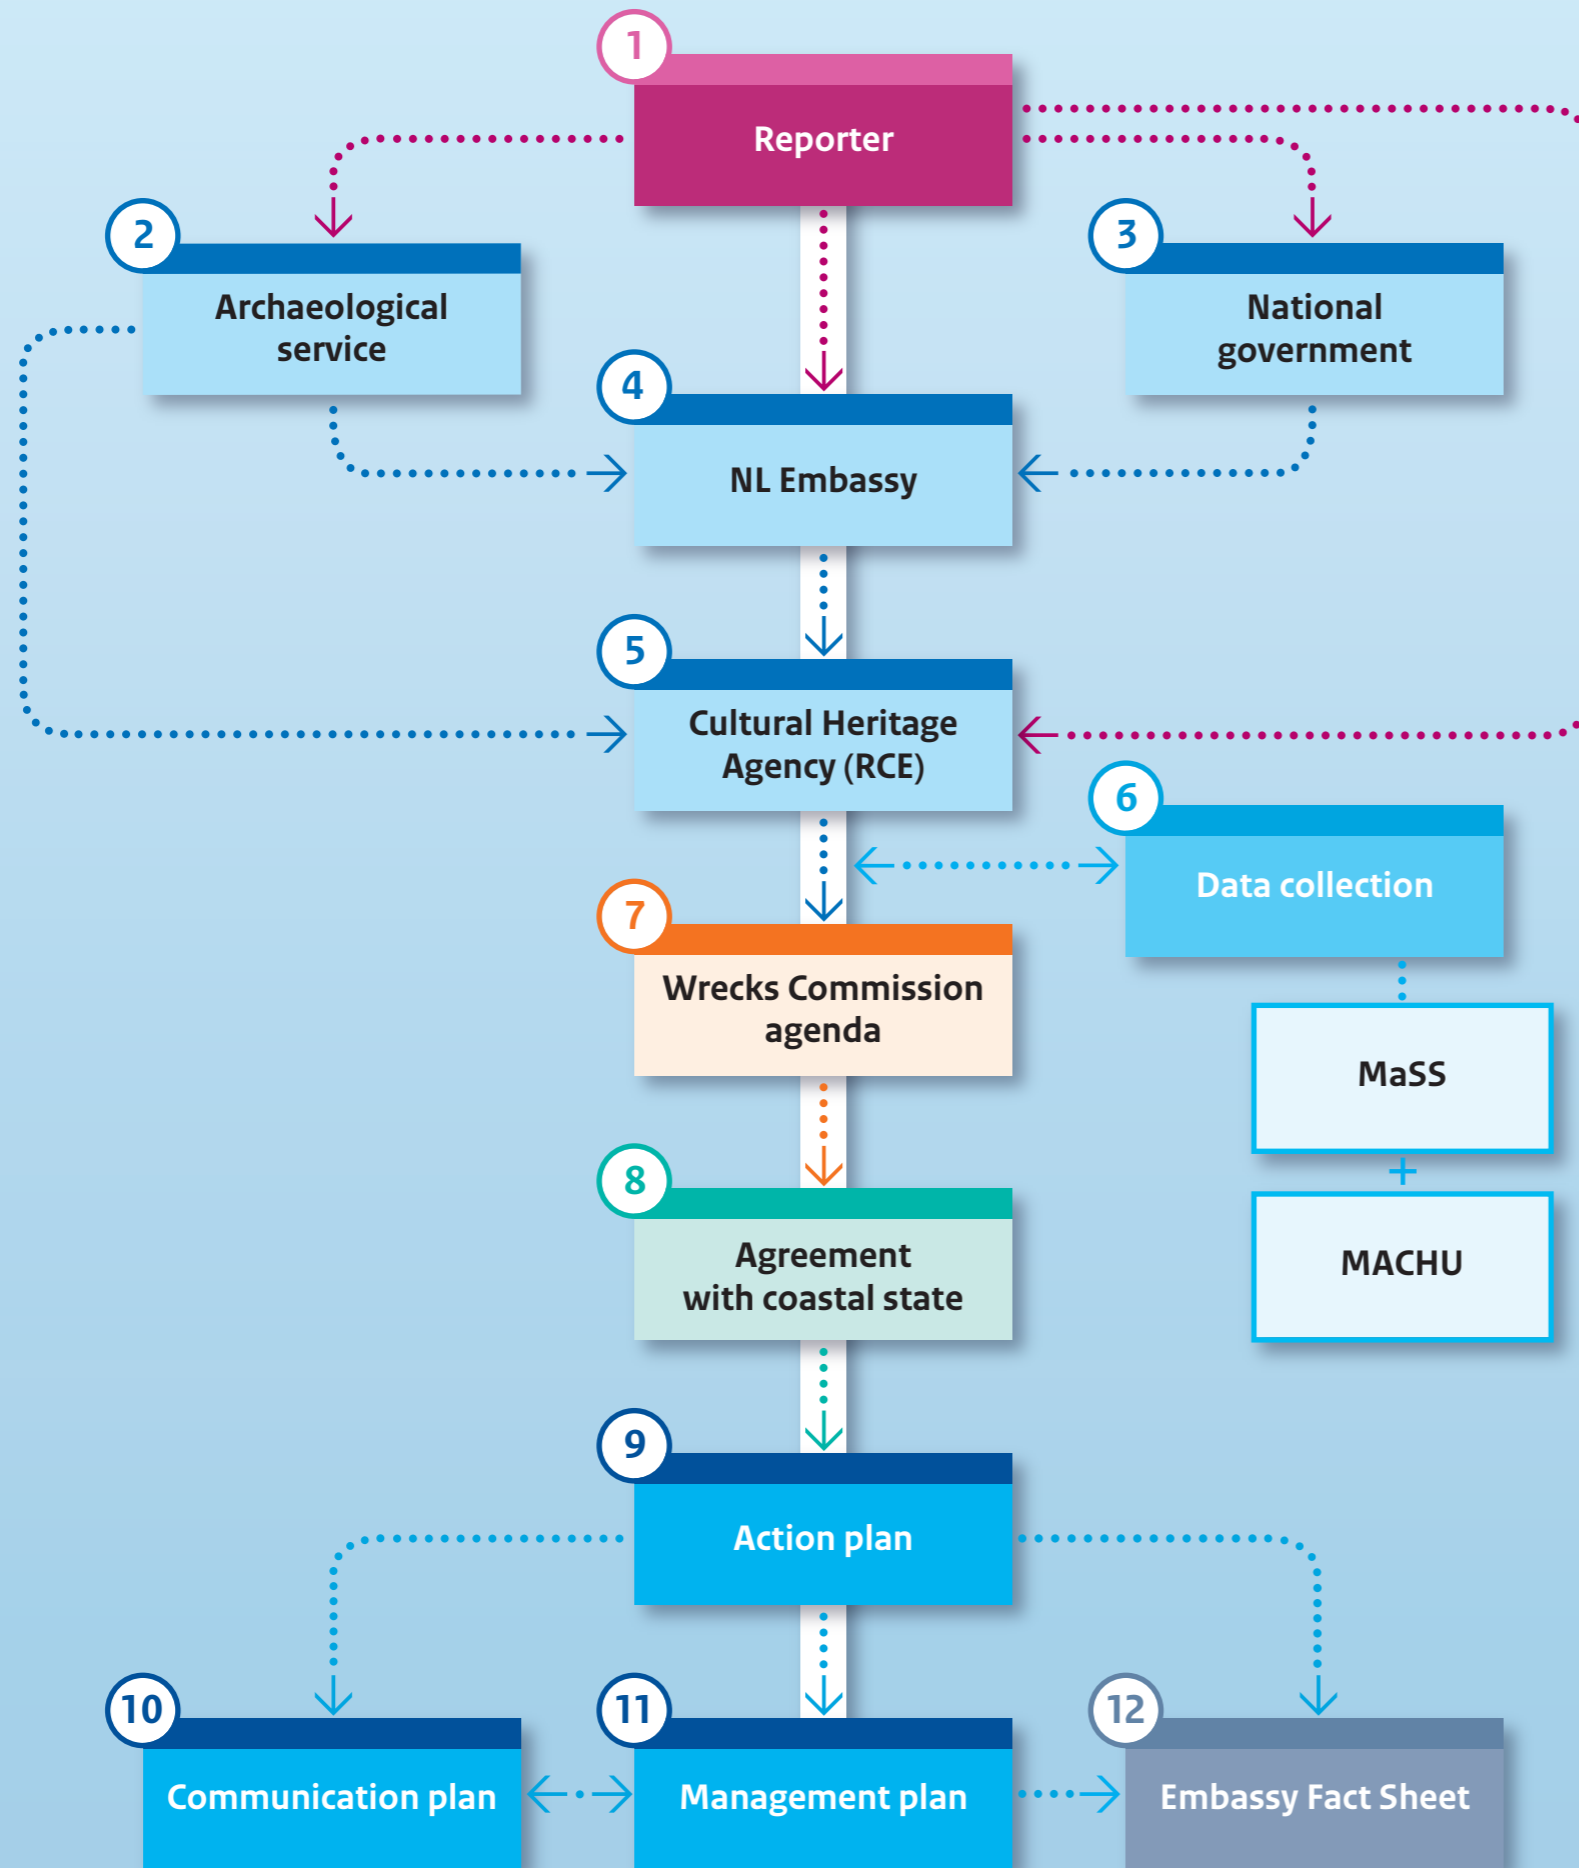 1
Reporter
2
Archaeological
service
3
National
government
4
NL Embassy
5
Cultural Heritage
Agency (RCE)
6
Data collection
7
Wrecks Commission
agenda
MaSS
+
MACHU
8
Agreement
with coastal state
9
Action plan
10
Communication plan
11
Management plan
12
Embassy Fact Sheet